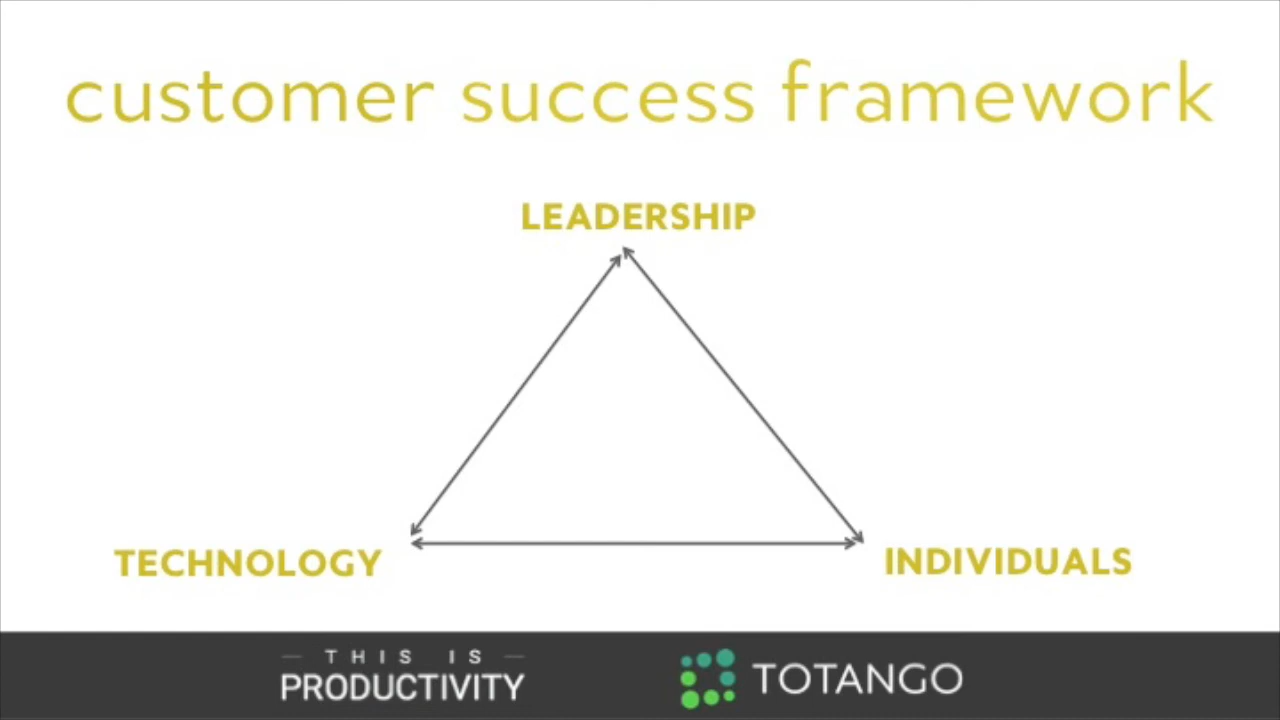 customer success framework
LEADERSHIP
TECHNOLOGY
INDIVIDUALS
THIS IS
PRODUCTIVITY
TOTANGO